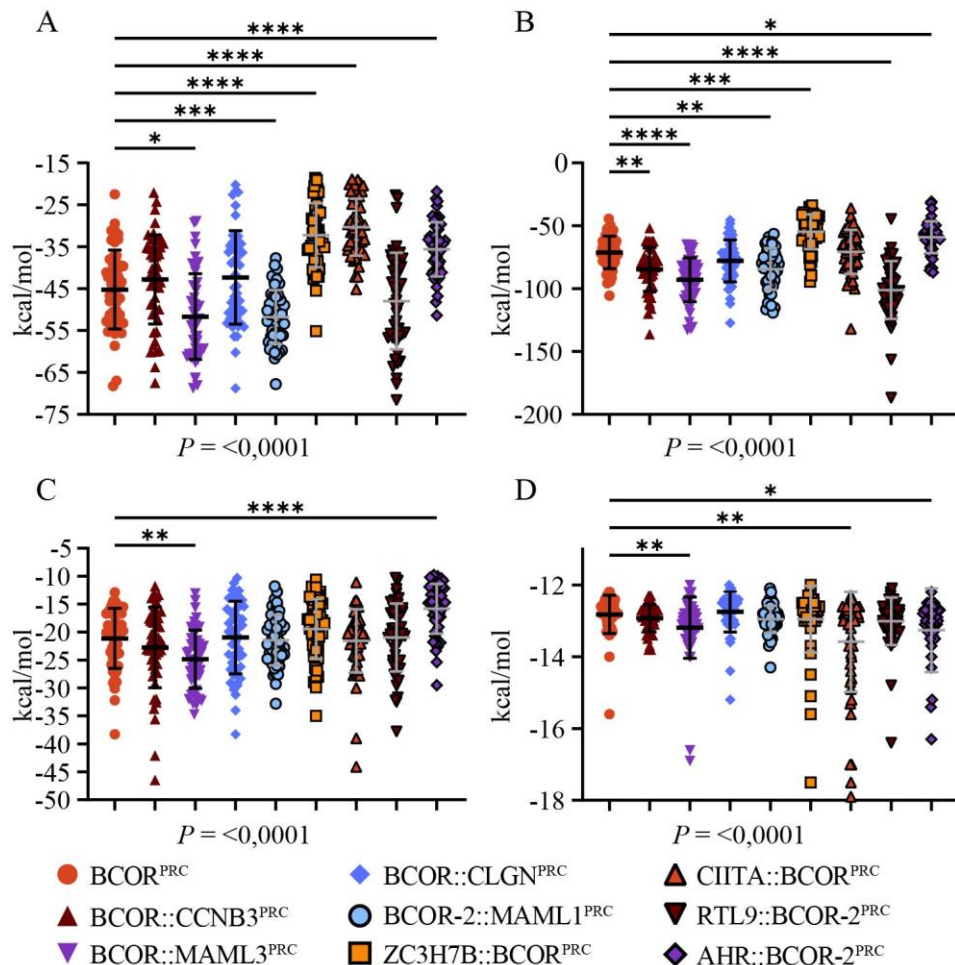 A
B
****
****
****
***
*
*
****
***
**
****
**
kcal/mol
-15
-25
-35
-45
-55
-65
-75
P = <0,0001
kcal/mol
0
-50
-100
-150
-200
P = <0,0001
C
D
****
**
*
**
**
kcal/mol
-5
-10
-15
-20
-25
-30
-35
-40
-45
-50
P = <0,0001
kcal/mol
-12
-14
-16
-18
P = <0,0001
BCOR^PRC
BCOR::CLGN^PRC
CIITA::BCOR^PRC
BCOR::CCNB3^PRC
BCOR-2::MAML1^PRC
RTL9::BCOR-2^PRC
BCOR::MAML3^PRC
ZC3H7B::BCOR^PRC
AHR::BCOR-2^PRC